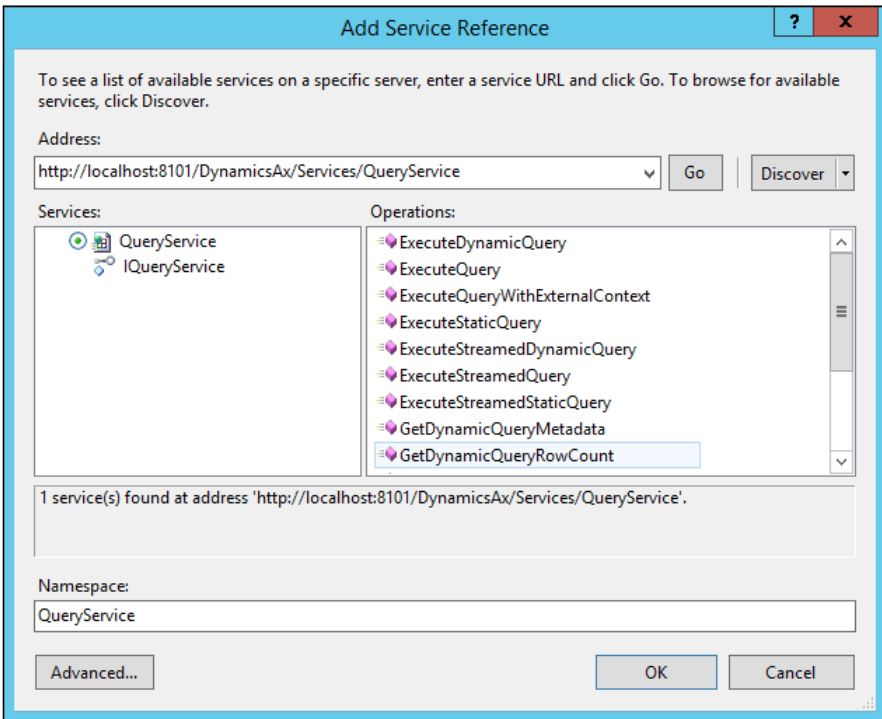 Add Service Reference
?
x
To see a list of available services on a specific server, enter a service URL and click Go. To browse for available
services, click Discover.
Address:
http://localhost:8101/DynamicsAx/Services/QueryService
Go
Discover
Services:
Operations:
QueryService
IQueryService
ExecuteDynamicQuery
ExecuteQuery
ExecuteQueryWithExternalContext
ExecuteStaticQuery
ExecuteStreamedDynamicQuery
ExecuteStreamedQuery
ExecuteStreamedStaticQuery
GetDynamicQueryMetadata
GetDynamicQueryRowCount
1 service(s) found at address 'http://localhost:8101/DynamicsAx/Services/QueryService'.
Namespace:
QueryService
Advanced...
OK
Cancel